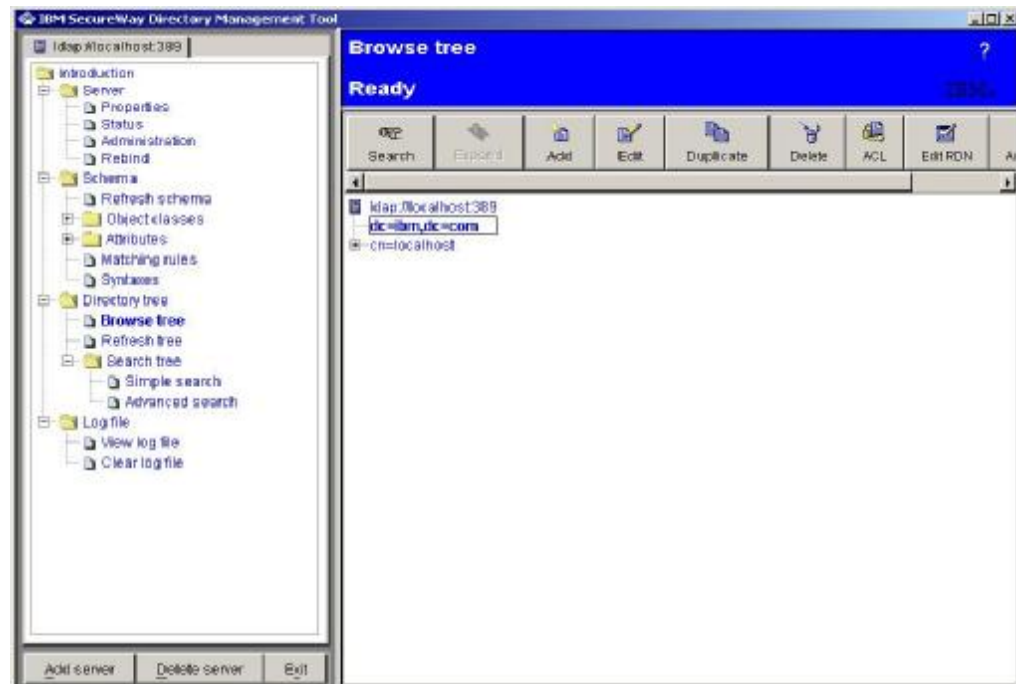 IBM SecureWay Directory Management Tool
ldap://localhost:389
Introduction
Server
Properties
Status
Administration
Rebind
Schema
Refresh schema
Object classes
Attributes
Matching rules
Syntaxes
Directory tree
Browse tree
Refresh tree
Search tree
Simple search
Advanced search
Log file
View log file
Clear log file
Add server Delete server Exit
Browse tree ?
Ready IBM
Search Expand Add Edit Duplicate Delete ACL Edit RDN
ldap://localhost:389
dc=ibm,dc=com
cn=localhost